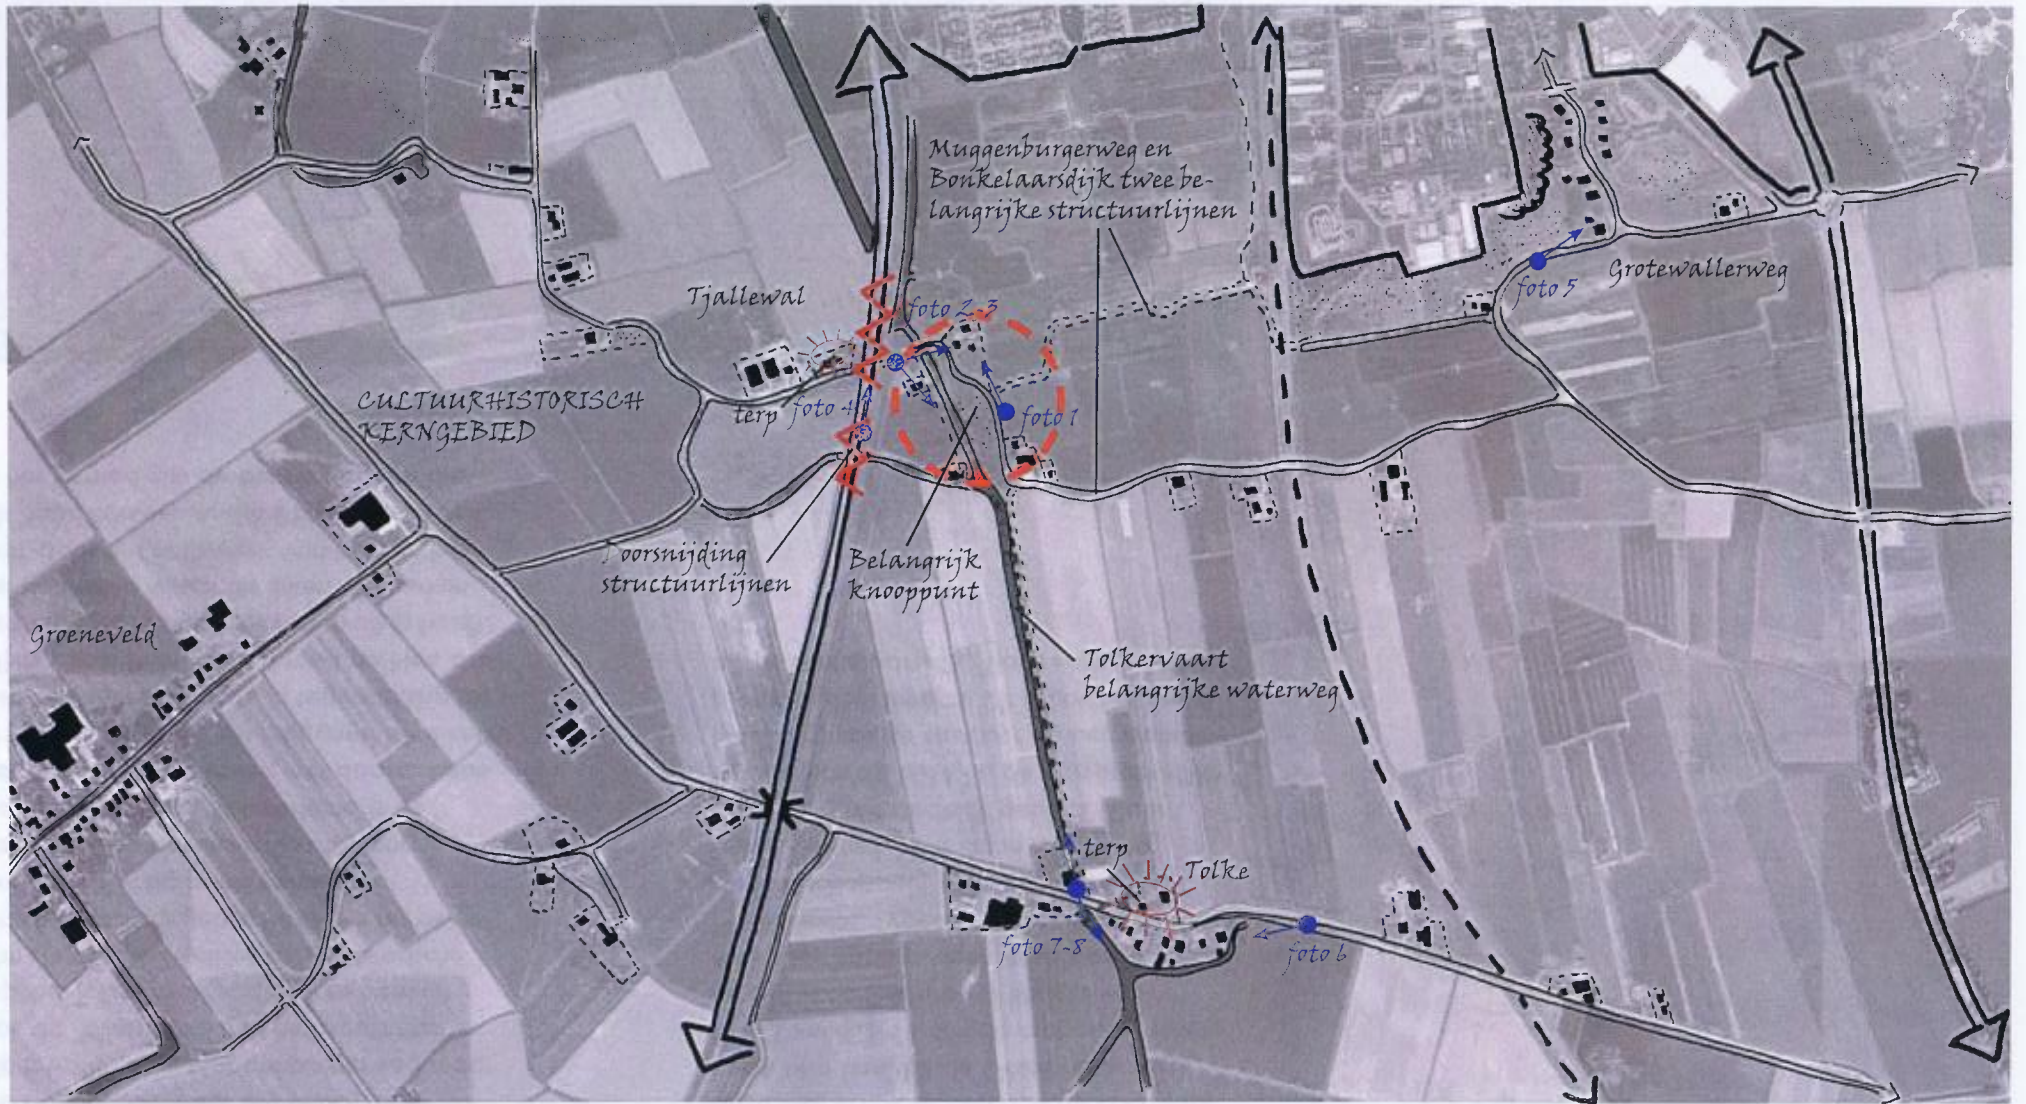 Muggenburgerweg en
Bonkelaarsdijk twee be-
langrijke structuurlijnen
Tjallewal
foto 2-3
foto 5
Grotewallerweg
CULTUURHISTORISCH
KERNGEBIED
terp
foto 4
foto 1
oorsnijding
structuurlijnen
Belangrijk
knooppunt
Groeneveld
Tolkervaart
belangrijke waterweg
terp
Tolke
foto 7-8
foto 6